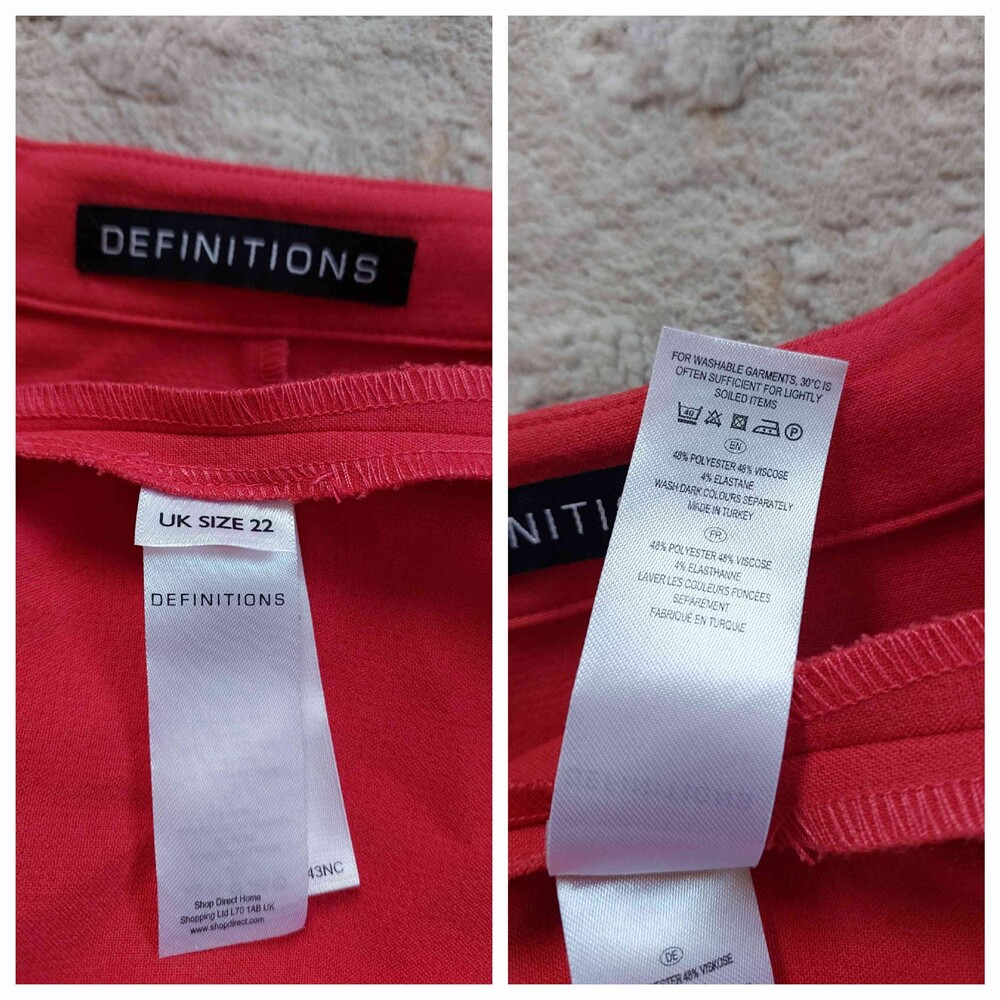 DEFINITIONS
UK SIZE 22
DEFINITIONS
43NC
Shop Direct Home
Shopping Ltd L70 1AB UK
www.shopdirect.com
FOR WASHABLE GARMENTS, 30°C IS
OFTEN SUFFICIENT FOR LIGHTLY
SOILED ITEMS
40
P
EN
48% POLYESTER 48% VISCOSE
4% ELASTANE
WASH DARK COLOURS SEPARATELY
MADE IN TURKEY
FR
48% POLYESTER 48% VISCOSE
4% ELASTHANNE
LAVER LES COULEURS FONCÉES
SEPAREMENT
FABRIQUE EN TURQUIE
NITI
DE
ESTER 48% VISKOSE